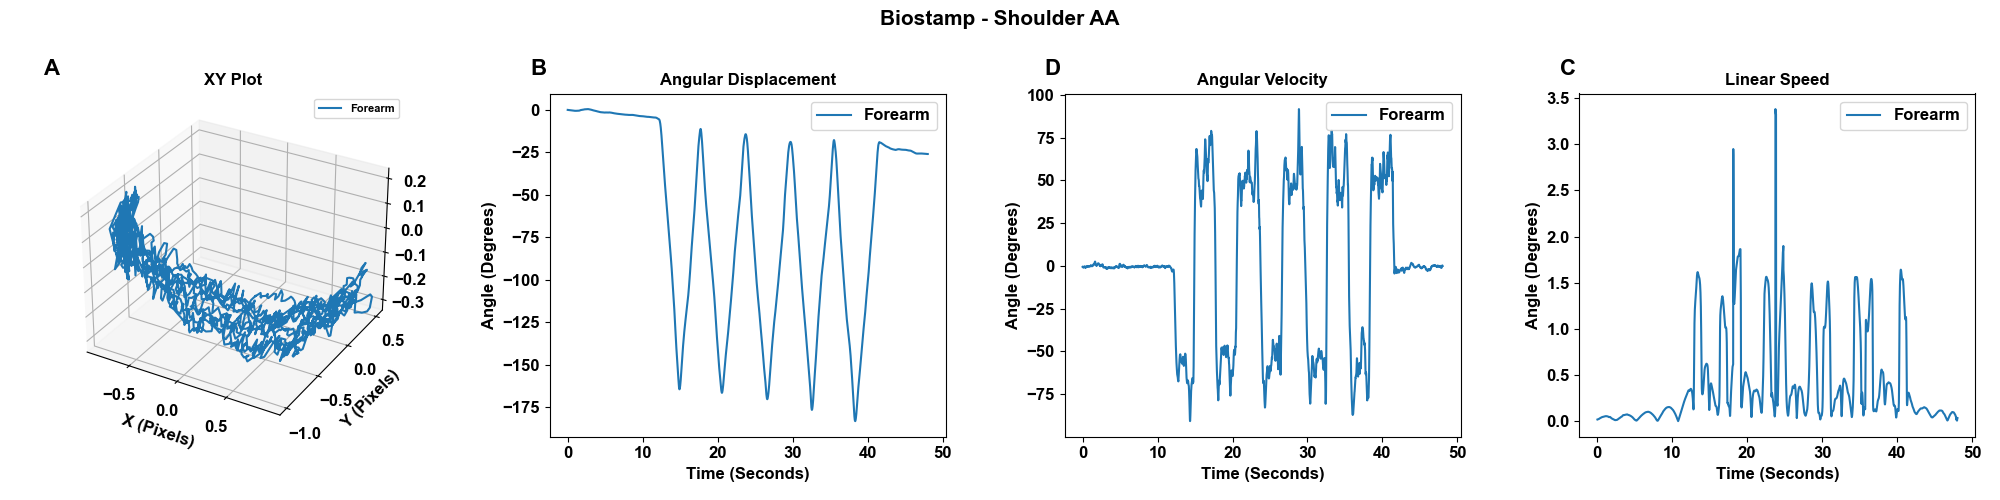 Biostamp - Shoulder AA
A
XY Plot
Forearm
0.2
0.1
0.0
−0.1
−0.2
−0.3
−0.5
0.0
0.5
X (Pixels)
−1.0
−0.5
0.0
0.5
Y (Pixels)
B
Angular Displacement
Forearm
0
−25
−50
−75
−100
−125
−150
−175
Angle (Degrees)
0 10 20 30 40 50
Time (Seconds)
D
Angular Velocity
Forearm
100
75
50
25
0
−25
−50
−75
Angle (Degrees)
0 10 20 30 40 50
Time (Seconds)
C
Linear Speed
Forearm
3.5
3.0
2.5
2.0
1.5
1.0
0.5
0.0
Angle (Degrees)
0 10 20 30 40 50
Time (Seconds)